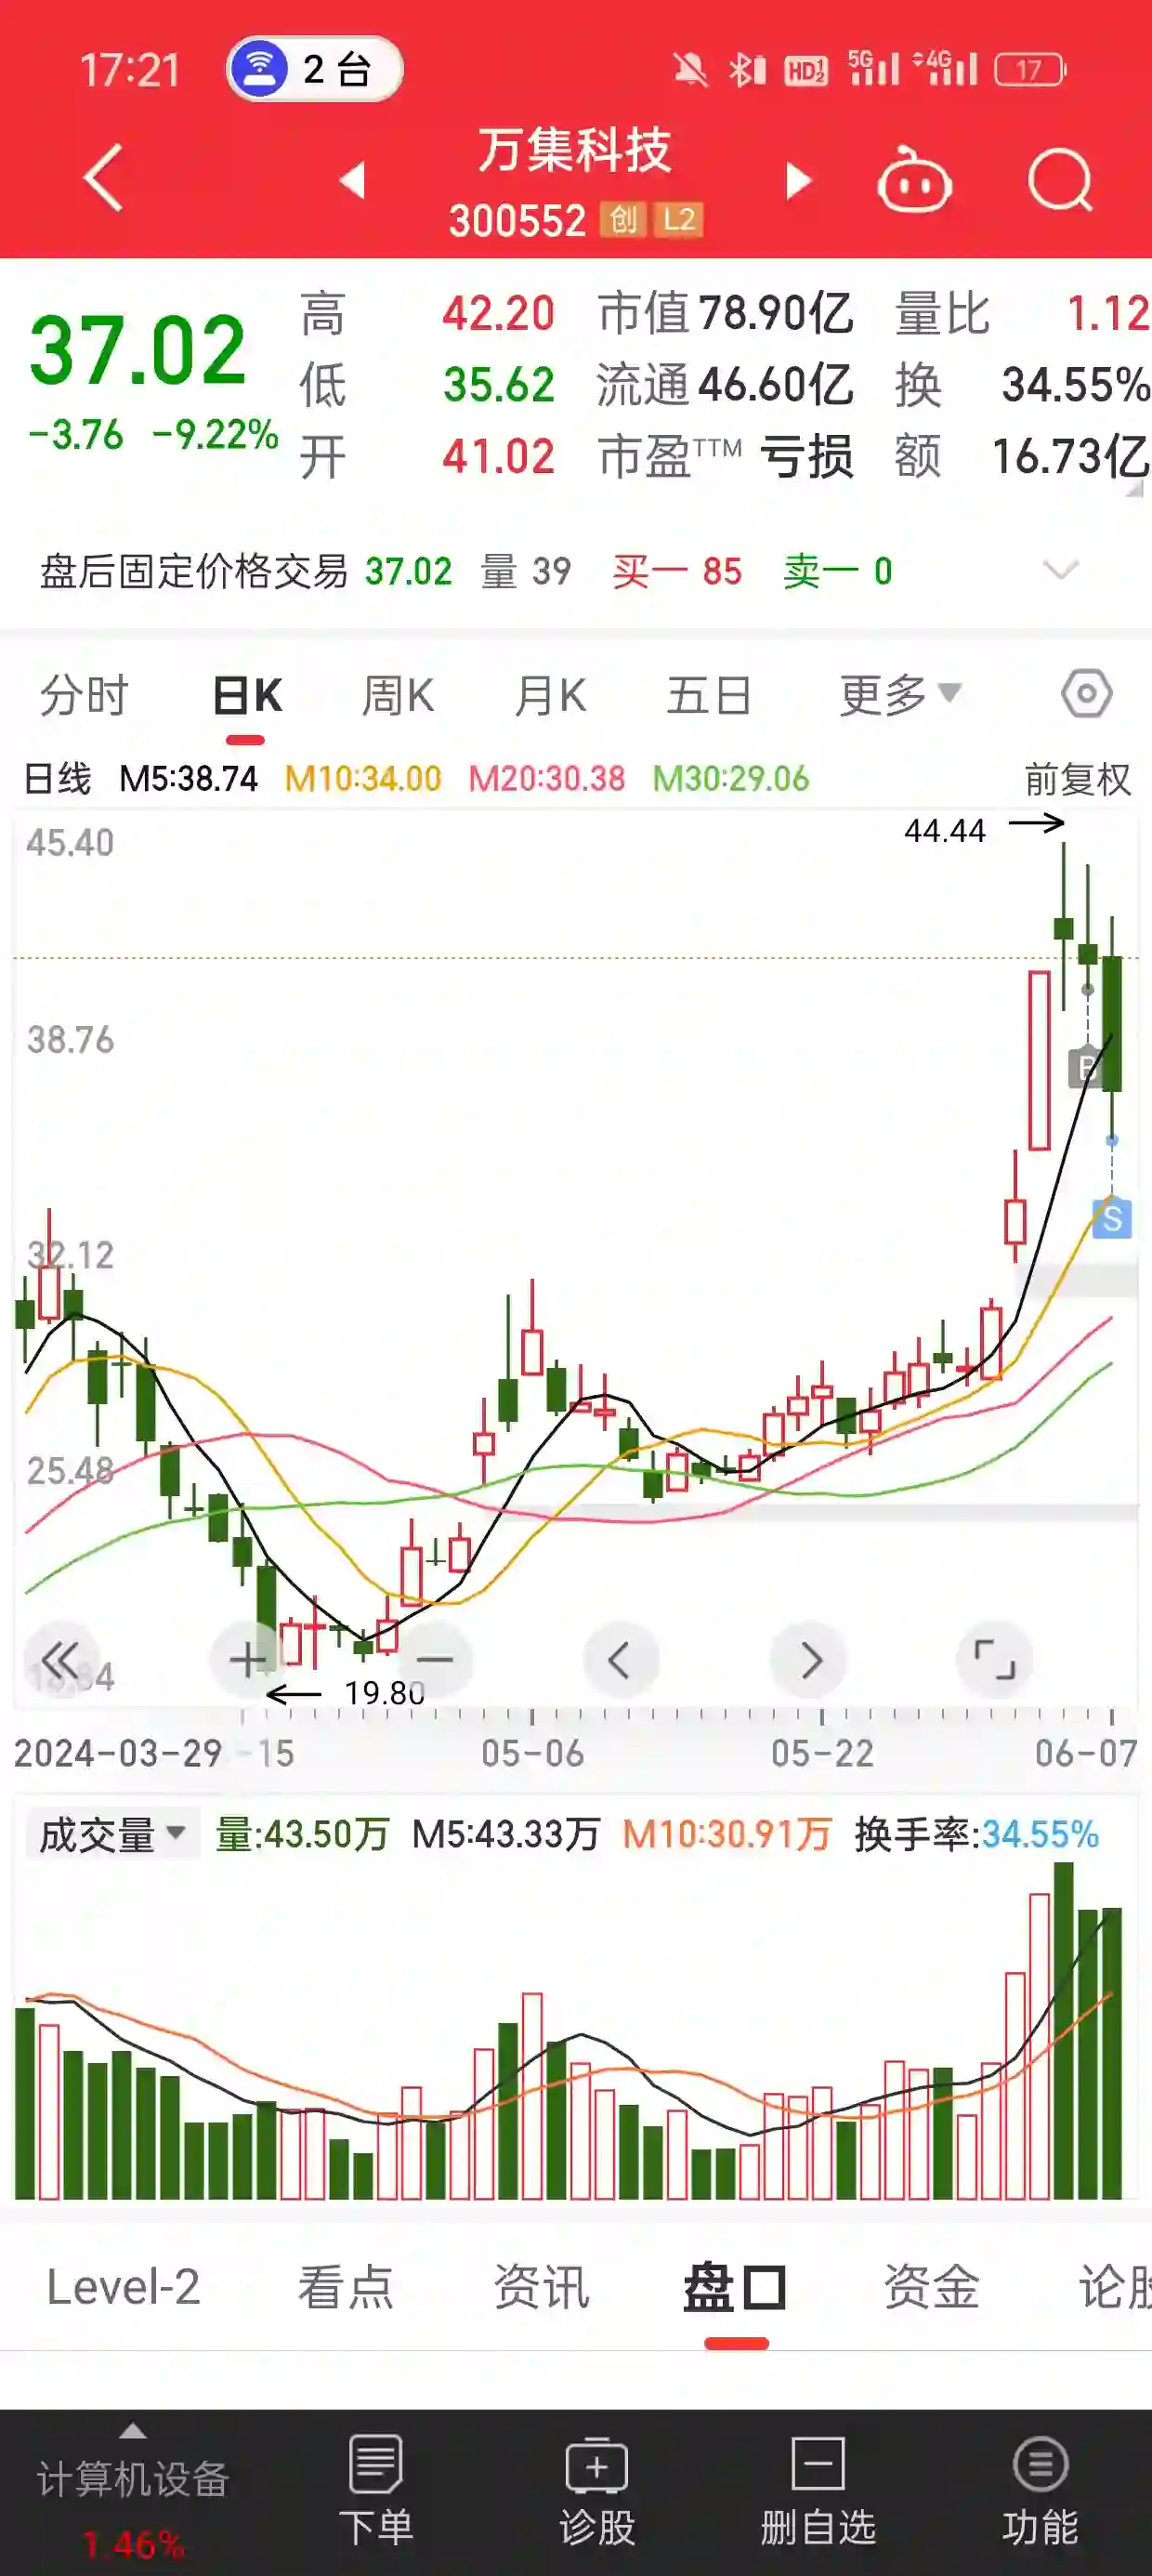 17:21 2 台 HD 1 2 5G 4G 17
万集科技
300552 创 L2
37.02 高 42.20 市值 78.90亿 量比 1.12
低 35.62 流通 46.60亿 换 34.55%
-3.76 -9.22% 开 41.02 市盈TTM 亏损 额 16.73亿
盘后固定价格交易 37.02 量 39 买一 85 卖一 0
分时 日K 周K 月K 五日 更多
日线 M5:38.74 M10:34.00 M20:30.38 M30:29.06 前复权
45.40
44.44
38.76
B
S
32.12
25.48
19.80
2024-03-29 -15 05-06 05-22 06-07
成交量 量:43.50万 M5:43.33万 M10:30.91万 换手率:34.55%
Level-2 看点 资讯 盘口 资金 论股
计算机设备 下单 诊股 删自选 功能
1.46%